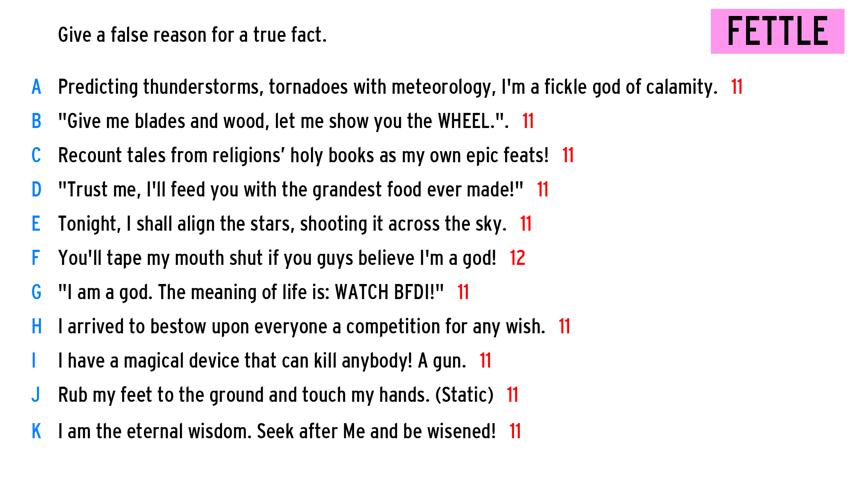 Give a false reason for a true fact.
FETTLE
A Predicting thunderstorms, tornadoes with meteorology, I'm a fickle god of calamity. 11
B "Give me blades and wood, let me show you the WHEEL.". 11
C Recount tales from religions’ holy books as my own epic feats! 11
D "Trust me, I'll feed you with the grandest food ever made!" 11
E Tonight, I shall align the stars, shooting it across the sky. 11
F You'll tape my mouth shut if you guys believe I'm a god! 12
G "I am a god. The meaning of life is: WATCH BFDI!" 11
H I arrived to bestow upon everyone a competition for any wish. 11
I I have a magical device that can kill anybody! A gun. 11
J Rub my feet to the ground and touch my hands. (Static) 11
K I am the eternal wisdom. Seek after Me and be wisened! 11